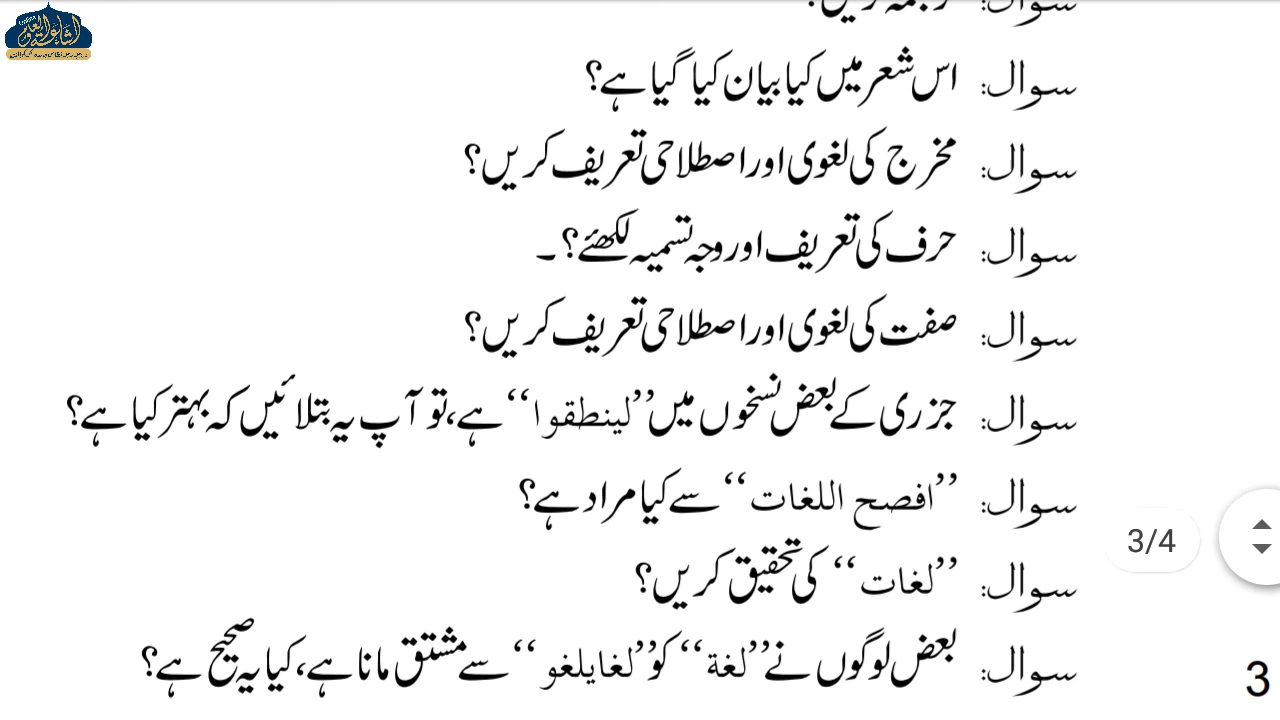 سوال: ترجمہ کریں؟
سوال: اس شعر میں کیا بیان کیا گیا ہے؟
سوال: مخرج کی لغوی اور اصطلاحی تعریف کریں؟
سوال: حرف کی تعریف اور وجہ تسمیہ لکھئے؟۔
سوال: صفت کی لغوی اور اصطلاحی تعریف کریں؟
سوال: جزری کے بعض نسخوں میں ’’لینطقوا‘‘ ہے، تو آپ یہ بتلائیں کہ بہتر کیا ہے؟
سوال: ’’افصح اللغات‘‘ سے کیا مراد ہے؟
سوال: ’’لغات‘‘ کی تحقیق کریں؟
سوال: بعض لوگوں نے ’’لغة‘‘ کو ’’لغایلغو‘‘ سے مشتق مانا ہے، کیا یہ صحیح ہے؟
3/4
3